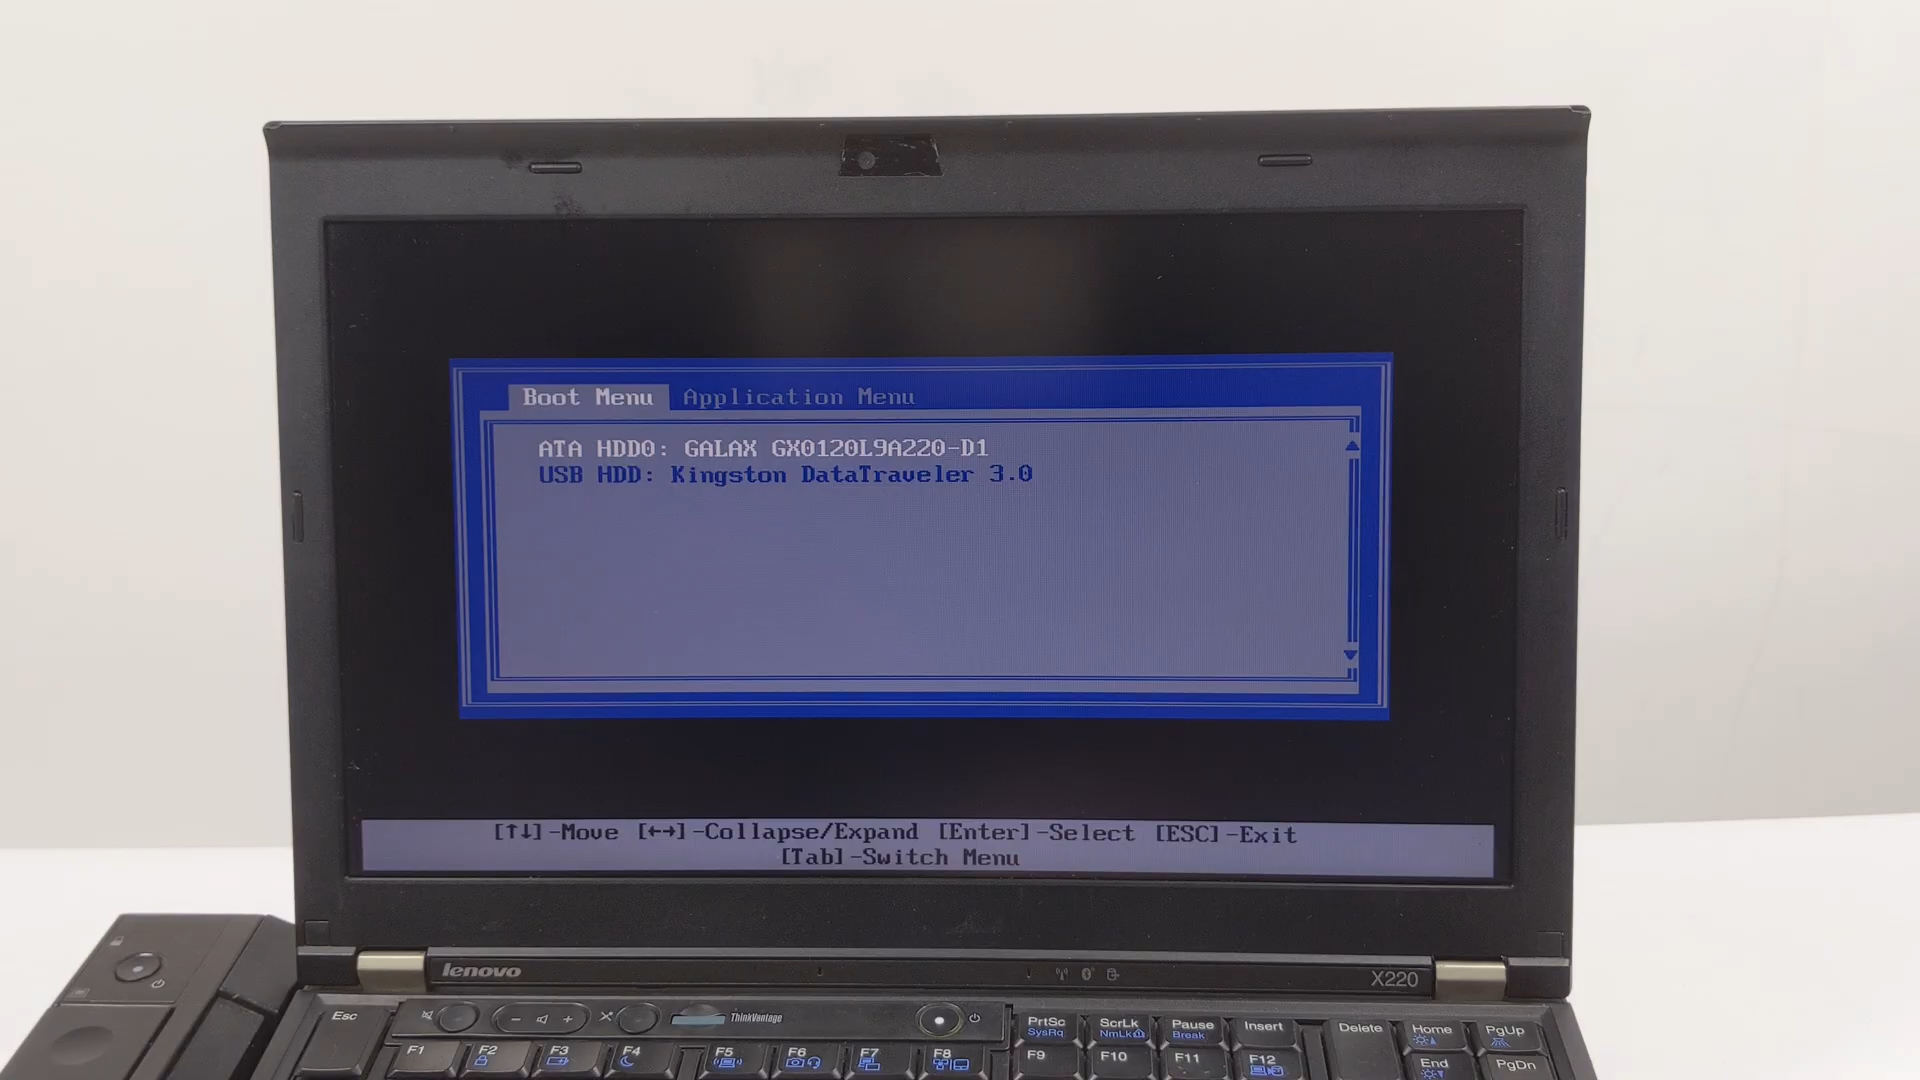 Boot Menu Application Menu
ATA HDD0: GALAX GX0120L9A220-D1
USB HDD: Kingston DataTraveler 3.0
[↑↓]-Move [←→]-Collapse/Expand [Enter]-Select [ESC]-Exit
[Tab]-Switch Menu
lenovo
X220
Esc
ThinkVantage
PrtSc
SysRq
ScrLk
NmLk
Pause
Break
Insert
Delete
Home
PgUp
F1
F2
F3
F4
F5
F6
F7
F8
F9
F10
F11
F12
End
PgDn